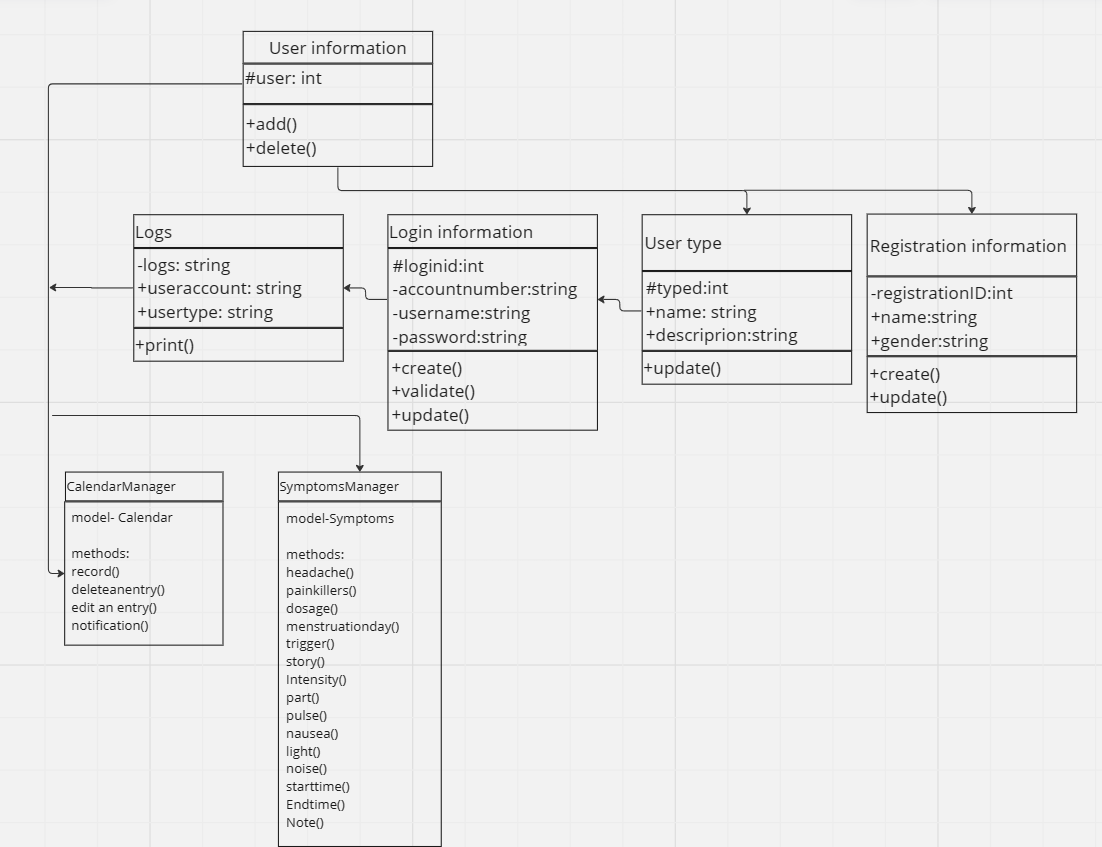 User information
#user: int
+add()
+delete()
Logs
-logs: string
+useraccount: string
+usertype: string
+print()
Login information
#loginid:int
-accountnumber:string
-username:string
-password:string
+create()
+validate()
+update()
User type
#typed:int
+name: string
+descriprion:string
+update()
Registration information
-registrationID:int
+name:string
+gender:string
+create()
+update()
CalendarManager
model- Calendar
methods:
record()
deleteanentry()
edit an entry()
notification()
SymptomsManager
model-Symptoms
methods:
headache()
painkillers()
dosage()
menstruationday()
trigger()
story()
Intensity()
part()
pulse()
nausea()
light()
noise()
starttime()
Endtime()
Note()